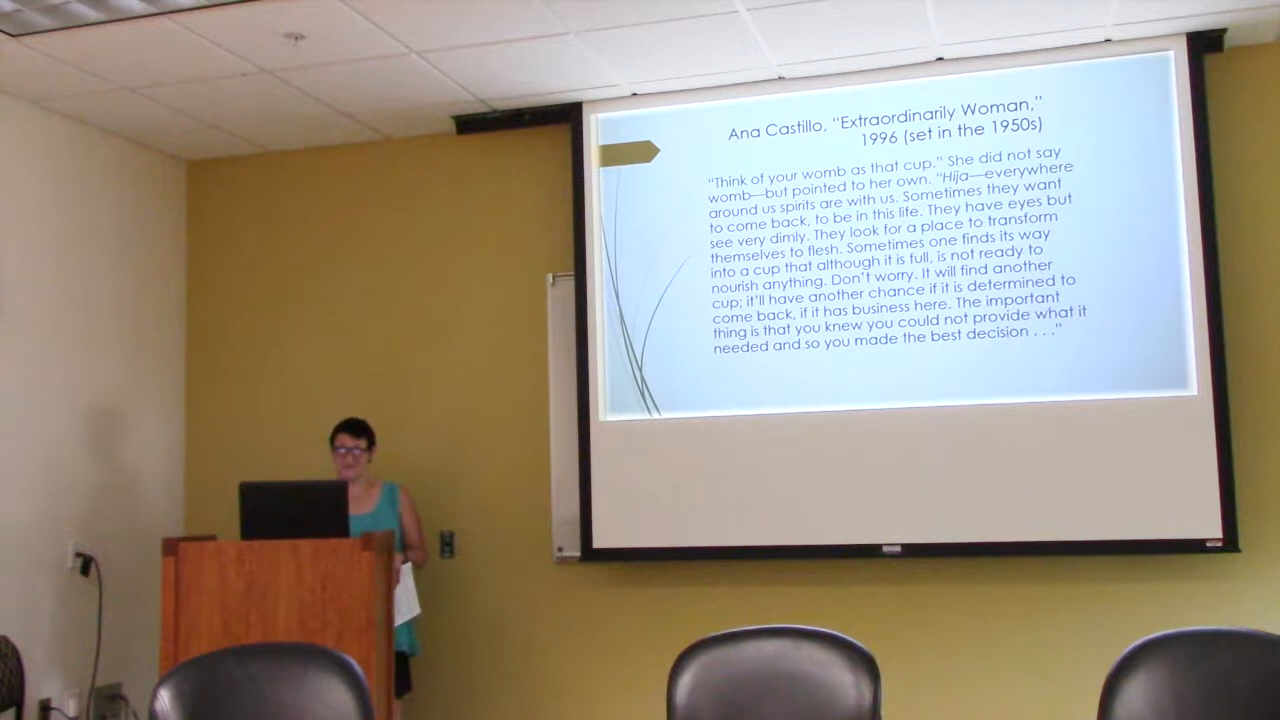 Ana Castillo, “Extraordinarily Woman,”
1996 (set in the 1950s)
“Think of your womb as that cup.” She did not say
womb—but pointed to her own. “Hija—everywhere
around us spirits are with us. Sometimes they want
to come back, to be in this life. They have eyes but
see very dimly. They look for a place to transform
themselves to flesh. Sometimes one finds its way
into a cup that although it is full, is not ready to
nourish anything. Don’t worry. It will find another
cup; it’ll have another chance if it is determined to
come back, if it has business here. The important
thing is that you knew you could not provide what it
needed and so you made the best decision . . .”